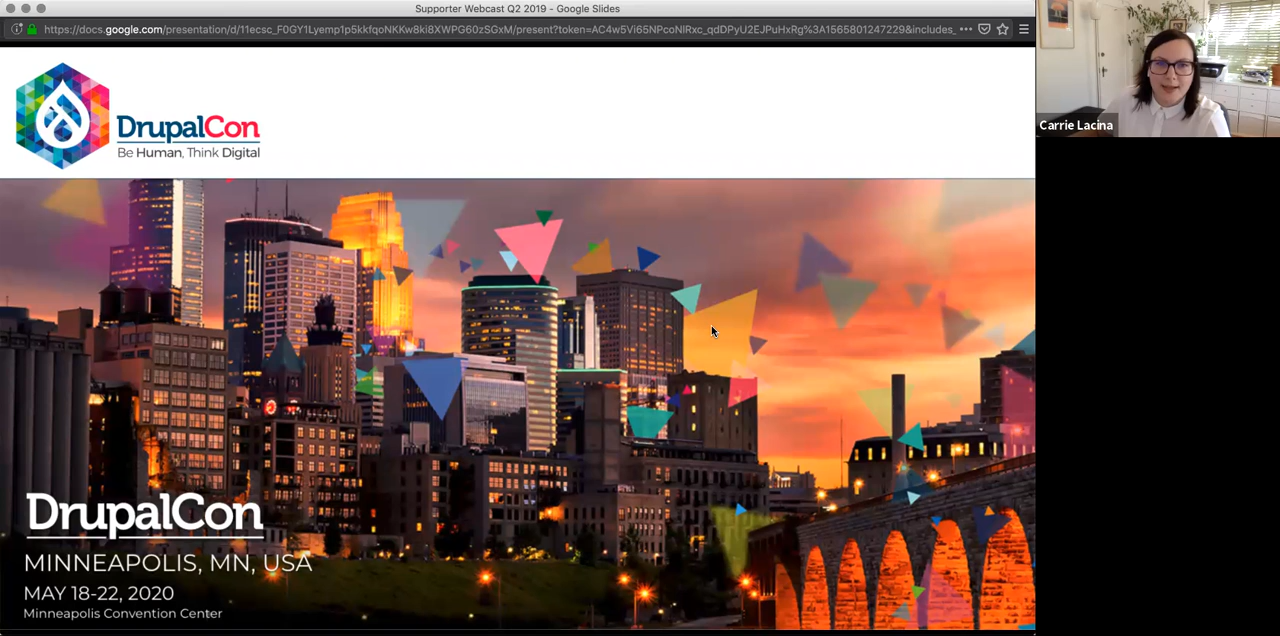 Supporter Webcast Q2 2019 - Google Slides
https://docs.google.com/presentation/d/11ecsc_F0GY1Lyemp1p5kkfqoNKKw8ki8XWPG60zSGxM/present?token=AC4w5Vi65NPcoNlRxc_qdDPyU2EJPuHxRg%3A1565801247229&includes_
Carrie Lacina
DrupalCon
Be Human, Think Digital
DrupalCon
MINNEAPOLIS, MN, USA
MAY 18-22, 2020
Minneapolis Convention Center